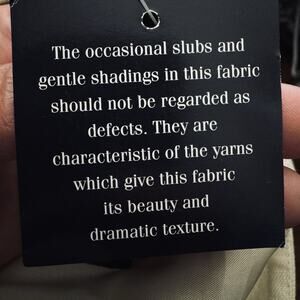 The occasional slubs and
gentle shadings in this fabric
should not be regarded as
defects. They are
characteristic of the yarns
which give this fabric
its beauty and
dramatic texture.